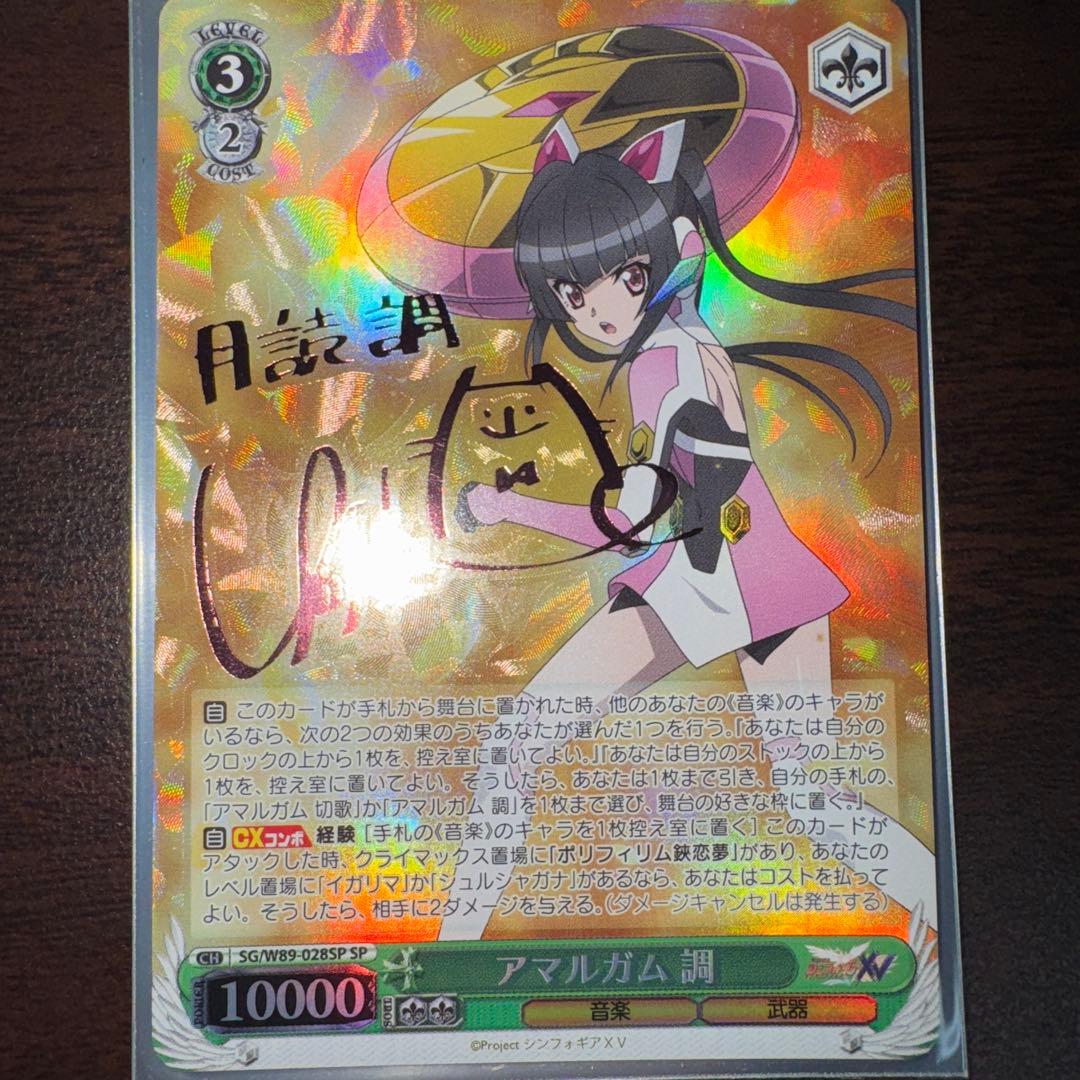 LEVEL
3
2
COST
月読調
自 このカードが手札から舞台に置かれた時、他のあなたの《音楽》のキャラが
いるなら、次の2つの効果のうちあなたが選んだ1つを行う。｢あなたは自分の
クロックの上から1枚を、控え室に置いてよい。｣｢あなたは自分のストックの上から
1枚を、控え室に置いてよい。そうしたら、あなたは1枚まで引き、自分の手札の、
｢アマルガム 切歌｣か｢アマルガム 調｣を1枚まで選び、舞台の好きな枠に置く。｣
自 CXコンボ 経験 [手札の《音楽》のキャラを1枚控え室に置く] このカードが
アタックした時、クライマックス置場に｢ポリフィリム鋏恋夢｣があり、あなたの
レベル置場に｢イガリマ｣か｢シュルシャガナ｣があるなら、あなたはコストを払って
よい。そうしたら、相手に2ダメージを与える。(ダメージキャンセルは発生する)
CH SG/W89-028SP SP
アマルガム 調
POWER 10000 SOUL
音楽 武器
©Project シンフォギアＸＶ